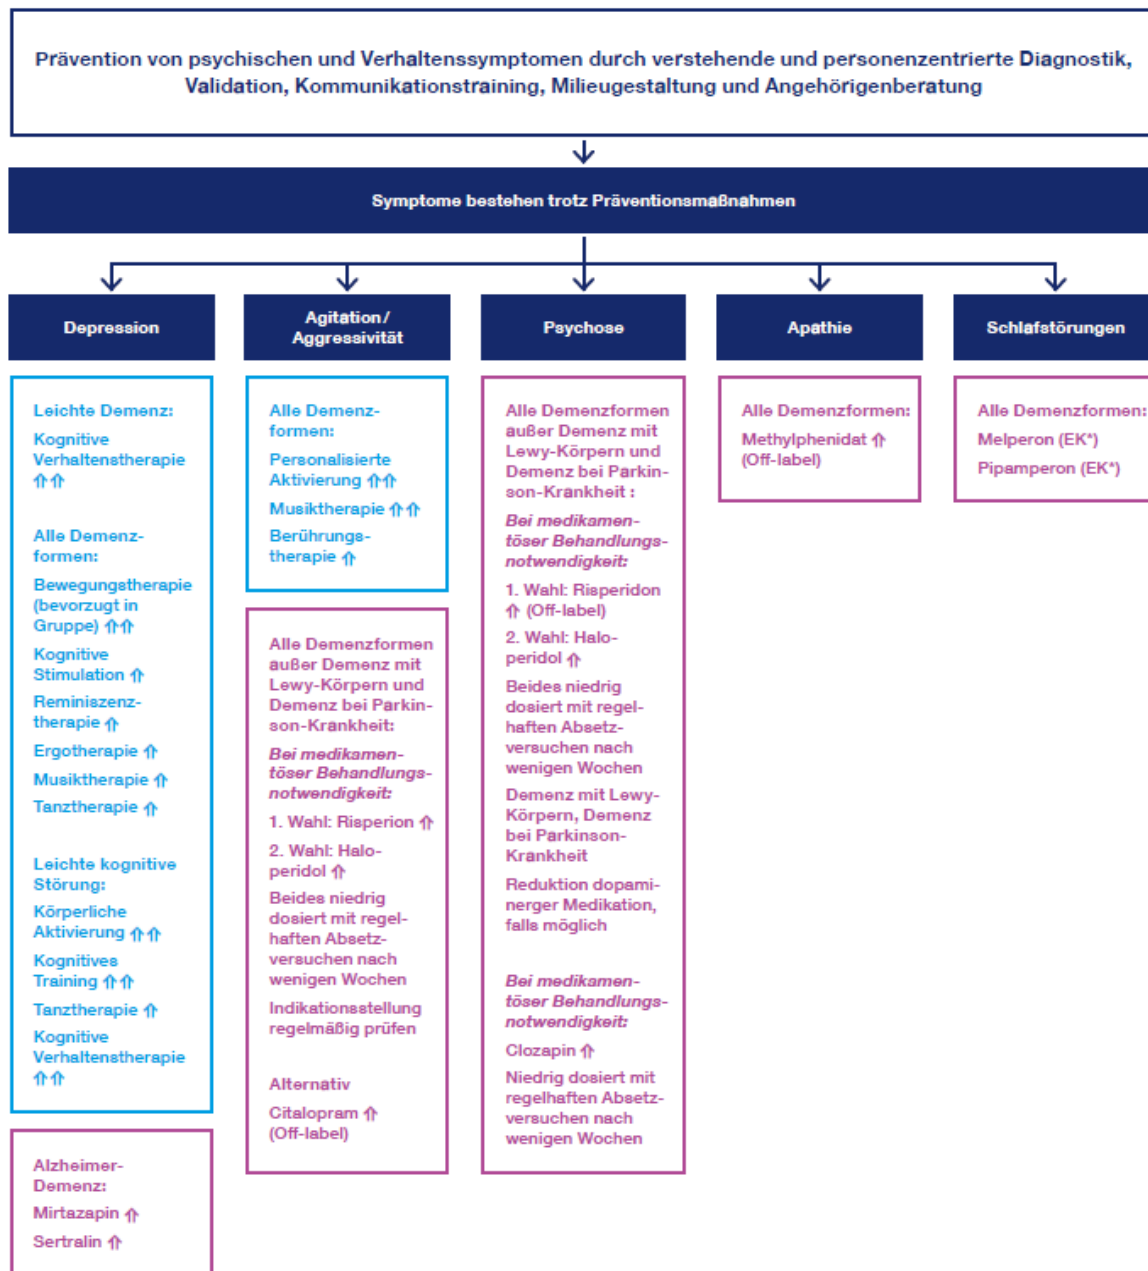 Prävention von psychischen und Verhaltenssymptomen durch verstehende und personenzentrierte Diagnostik,
Validation, Kommunikationstraining, Milieugestaltung und Angehörigenberatung
Symptome bestehen trotz Präventionsmaßnahmen
Depression
Agitation /
Aggressivität
Psychose
Apathie
Schlafstörungen
Leichte Demenz:
Kognitive
Verhaltenstherapie
⇑⇑
Alle Demenz-
formen:
Bewegungstherapie
(bevorzugt in
Gruppe) ⇑⇑
Kognitive
Stimulation ⇑
Reminiszenz-
therapie ⇑
Ergotherapie ⇑
Musiktherapie ⇑
Tanztherapie ⇑
Leichte kognitive
Störung:
Körperliche
Aktivierung ⇑⇑
Kognitives
Training ⇑⇑
Tanztherapie ⇑
Kognitive
Verhaltenstherapie
⇑⇑
Alzheimer-
Demenz:
Mirtazapin ⇑
Sertralin ⇑
Alle Demenz-
formen:
Personalisierte
Aktivierung ⇑⇑
Musiktherapie ⇑⇑
Berührungs-
therapie ⇑
Alle Demenzformen
außer Demenz mit
Lewy-Körpern und
Demenz bei Parkin-
son-Krankheit:
Bei medikamen-
töser Behandlungs-
notwendigkeit:
1. Wahl: Risperion ⇑
2. Wahl: Halo-
peridol ⇑
Beides niedrig
dosiert mit regel-
haften Absetz-
versuchen nach
wenigen Wochen
Indikationsstellung
regelmäßig prüfen
Alternativ
Citalopram ⇑
(Off-label)
Alle Demenzformen
außer Demenz mit
Lewy-Körpern und
Demenz bei Parkin-
son-Krankheit :
Bei medikamen-
töser Behandlungs-
notwendigkeit:
1. Wahl: Risperidon
⇑ (Off-label)
2. Wahl: Halo-
peridol ⇑
Beides niedrig
dosiert mit regel-
haften Absetz-
versuchen nach
wenigen Wochen
Demenz mit Lewy-
Körpern, Demenz
bei Parkinson-
Krankheit
Reduktion dopami-
nerger Medikation,
falls möglich
Bei medikamen-
töser Behandlungs-
notwendigkeit:
Clozapin ⇑
Niedrig dosiert mit
regelhaften Absetz-
versuchen nach
wenigen Wochen
Alle Demenzformen:
Methylphenidat ⇑
(Off-label)
Alle Demenzformen:
Melperon (EK*)
Pipamperon (EK*)